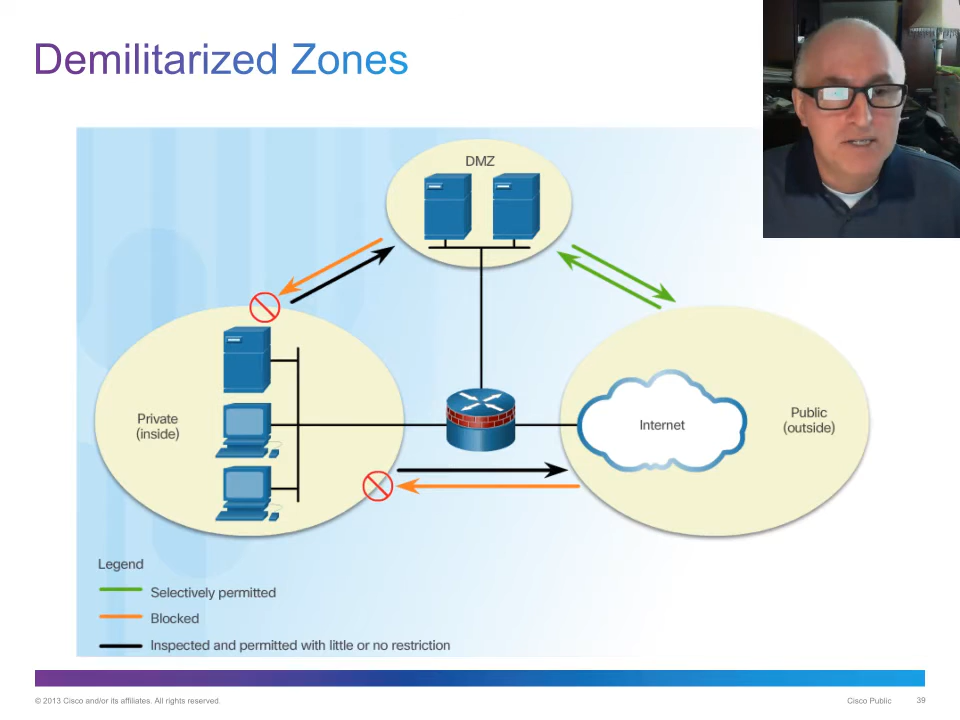 Demilitarized Zones
DMZ
Private
(inside)
Internet
Public
(outside)
Legend
Selectively permitted
Blocked
Inspected and permitted with little or no restriction
© 2013 Cisco and/or its affiliates. All rights reserved.
Cisco Public
39